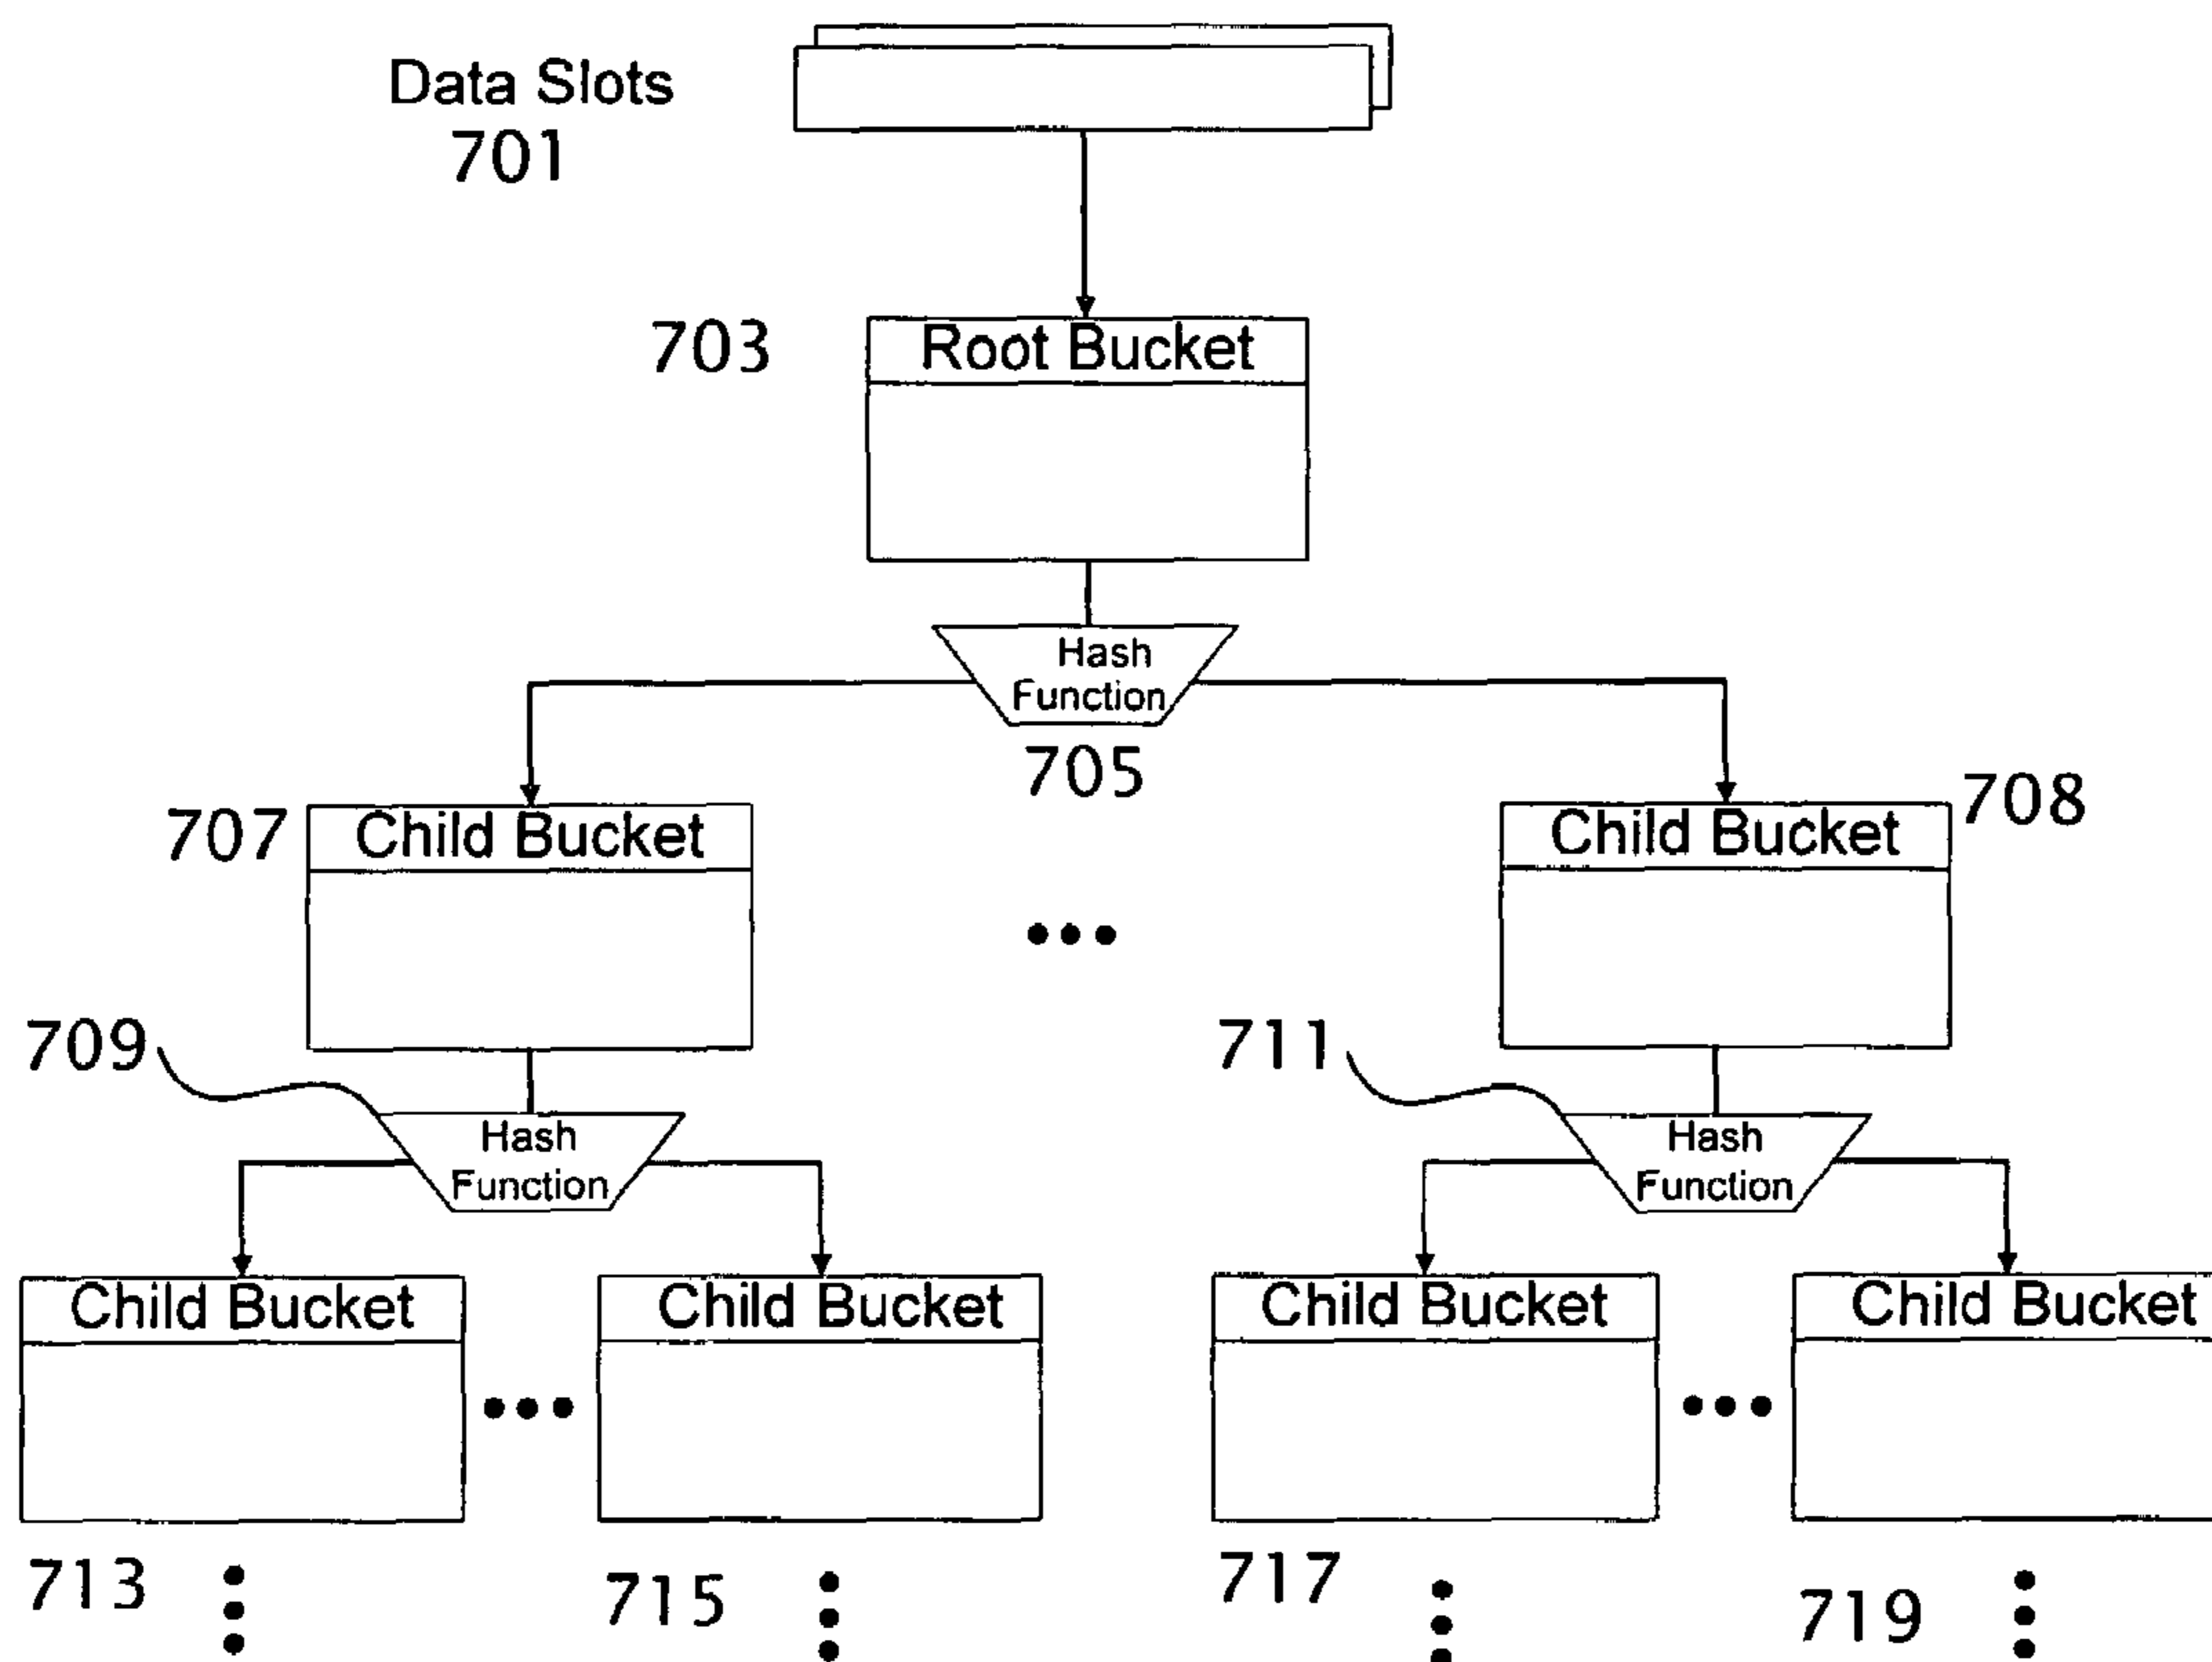 Data Slots
701
703
Root Bucket
Hash
Function
705
707
Child Bucket
Child Bucket
708
709
711
Hash
Function
Hash
Function
Child Bucket
Child Bucket
Child Bucket
Child Bucket
713
715
717
719